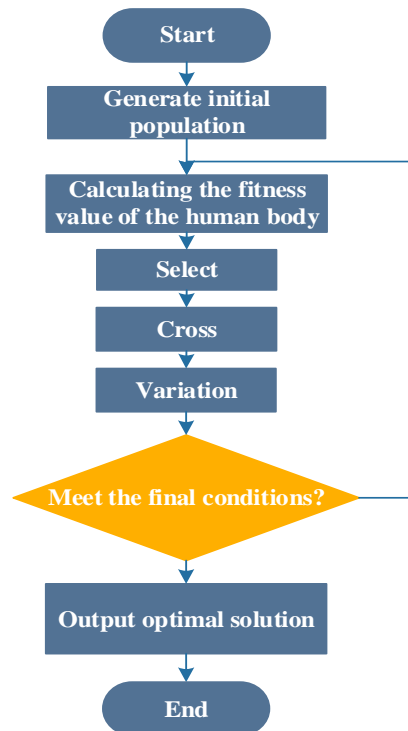 Start
Generate initial
population
Calculating the fitness
value of the human body
Select
Cross
Variation
Meet the final conditions?
Output optimal solution
End